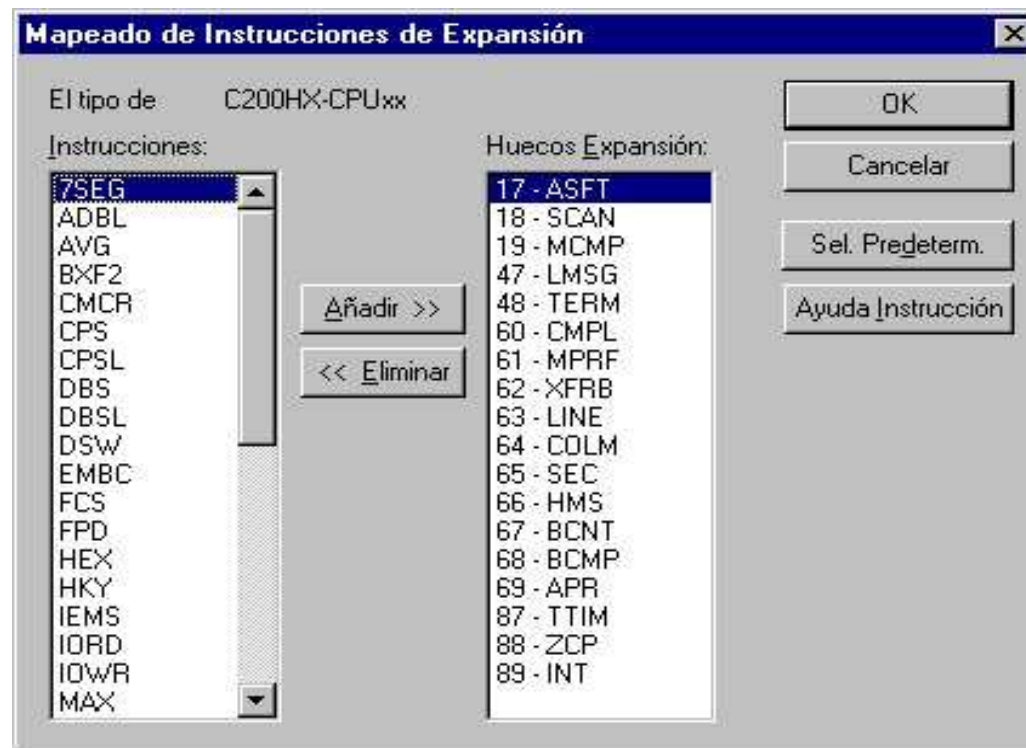 Mapeado de Instrucciones de Expansión
El tipo de C200HX-CPUxx
Instrucciones:
7SEG
ADBL
AVG
BXF2
CMCR
CPS
CPSL
DBS
DBSL
DSW
EMBC
FCS
FPD
HEX
HKY
IEMS
IORD
IOWR
MAX
Añadir >>
<< Eliminar
Huecos Expansión:
17 - ASFT
18 - SCAN
19 - MCMP
47 - LMSG
48 - TERM
60 - CMPL
61 - MPRF
62 - XFRB
63 - LINE
64 - COLM
65 - SEC
66 - HMS
67 - BCNT
68 - BCMP
69 - APR
87 - TTIM
88 - ZCP
89 - INT
OK
Cancelar
Sel. Predeterm.
Ayuda Instrucción